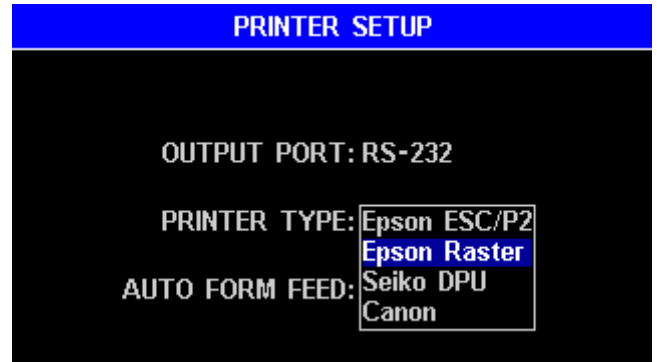 PRINTER SETUP
OUTPUT PORT: RS-232
PRINTER TYPE: Epson ESC/P2
Epson Raster
AUTO FORM FEED: Seiko DPU
Canon